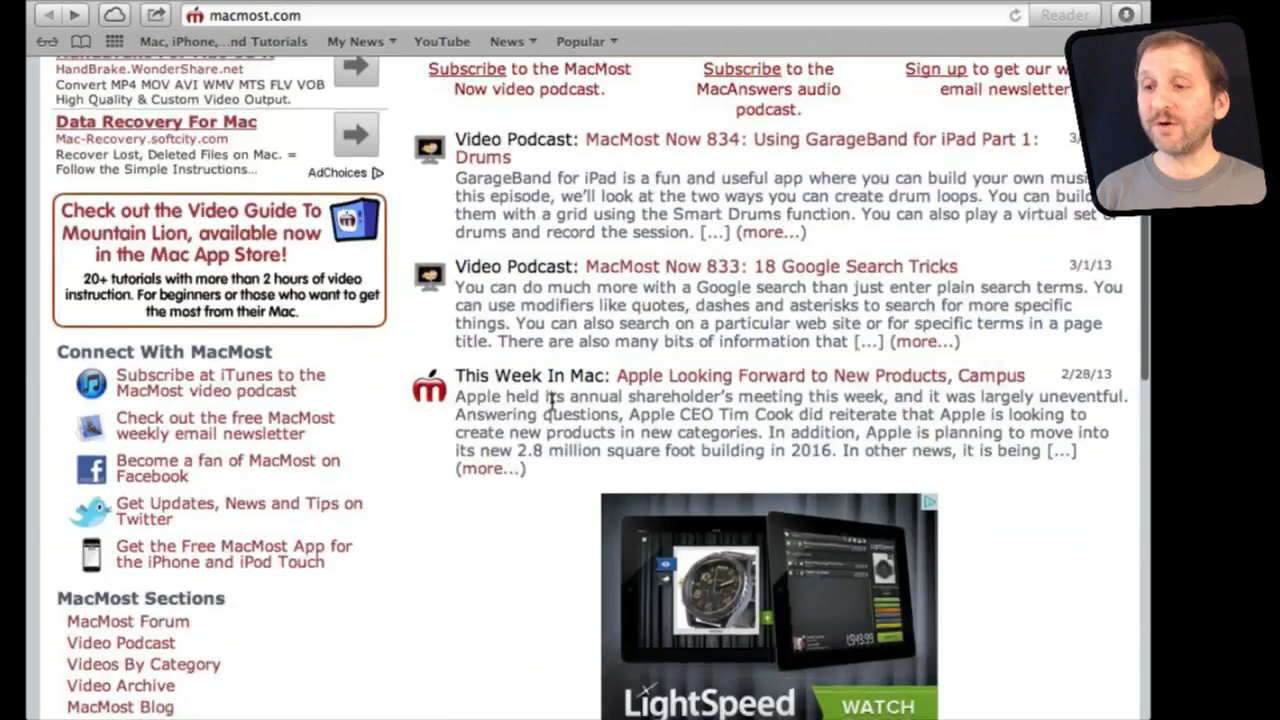 macmost.com
Reader
Mac, iPhone,...nd Tutorials
My News
YouTube
News
Popular
HandBrake.WonderShare.net
Convert MP4 MOV AVI WMV MTS FLV VOB
High Quality & Custom Video Output.
Data Recovery For Mac
Mac-Recovery.softcity.com
Recover Lost, Deleted Files on Mac. =
Follow the Simple Instructions...
AdChoices
Check out the Video Guide To
Mountain Lion, available now
in the Mac App Store!
20+ tutorials with more than 2 hours of video
instruction. For beginners or those who want to get
the most from their Mac.
Connect With MacMost
Subscribe at iTunes to the
MacMost video podcast
Check out the free MacMost
weekly email newsletter
Become a fan of MacMost on
Facebook
Get Updates, News and Tips on
Twitter
Get the Free MacMost App for
the iPhone and iPod Touch
MacMost Sections
MacMost Forum
Video Podcast
Videos By Category
Video Archive
MacMost Blog
Subscribe to the MacMost
Now video podcast.
Subscribe to the
MacAnswers audio
podcast.
Sign up to get our w
email newsletter
Video Podcast: MacMost Now 834: Using GarageBand for iPad Part 1:
Drums
GarageBand for iPad is a fun and useful app where you can build your own musi
this episode, we'll look at the two ways you can create drum loops. You can build
them with a grid using the Smart Drums function. You can also play a virtual set of
drums and record the session. [...] (more...)
Video Podcast: MacMost Now 833: 18 Google Search Tricks
3/1/13
You can do much more with a Google search than just enter plain search terms. You
can use modifiers like quotes, dashes and asterisks to search for more specific
things. You can also search on a particular web site or for specific terms in a page
title. There are also many bits of information that [...] (more...)
This Week In Mac: Apple Looking Forward to New Products, Campus
2/28/13
Apple held its annual shareholder's meeting this week, and it was largely uneventful.
Answering questions, Apple CEO Tim Cook did reiterate that Apple is looking to
create new products in new categories. In addition, Apple is planning to move into
its new 2.8 million square foot building in 2016. In other news, it is being [...]
(more...)
LightSpeed
WATCH